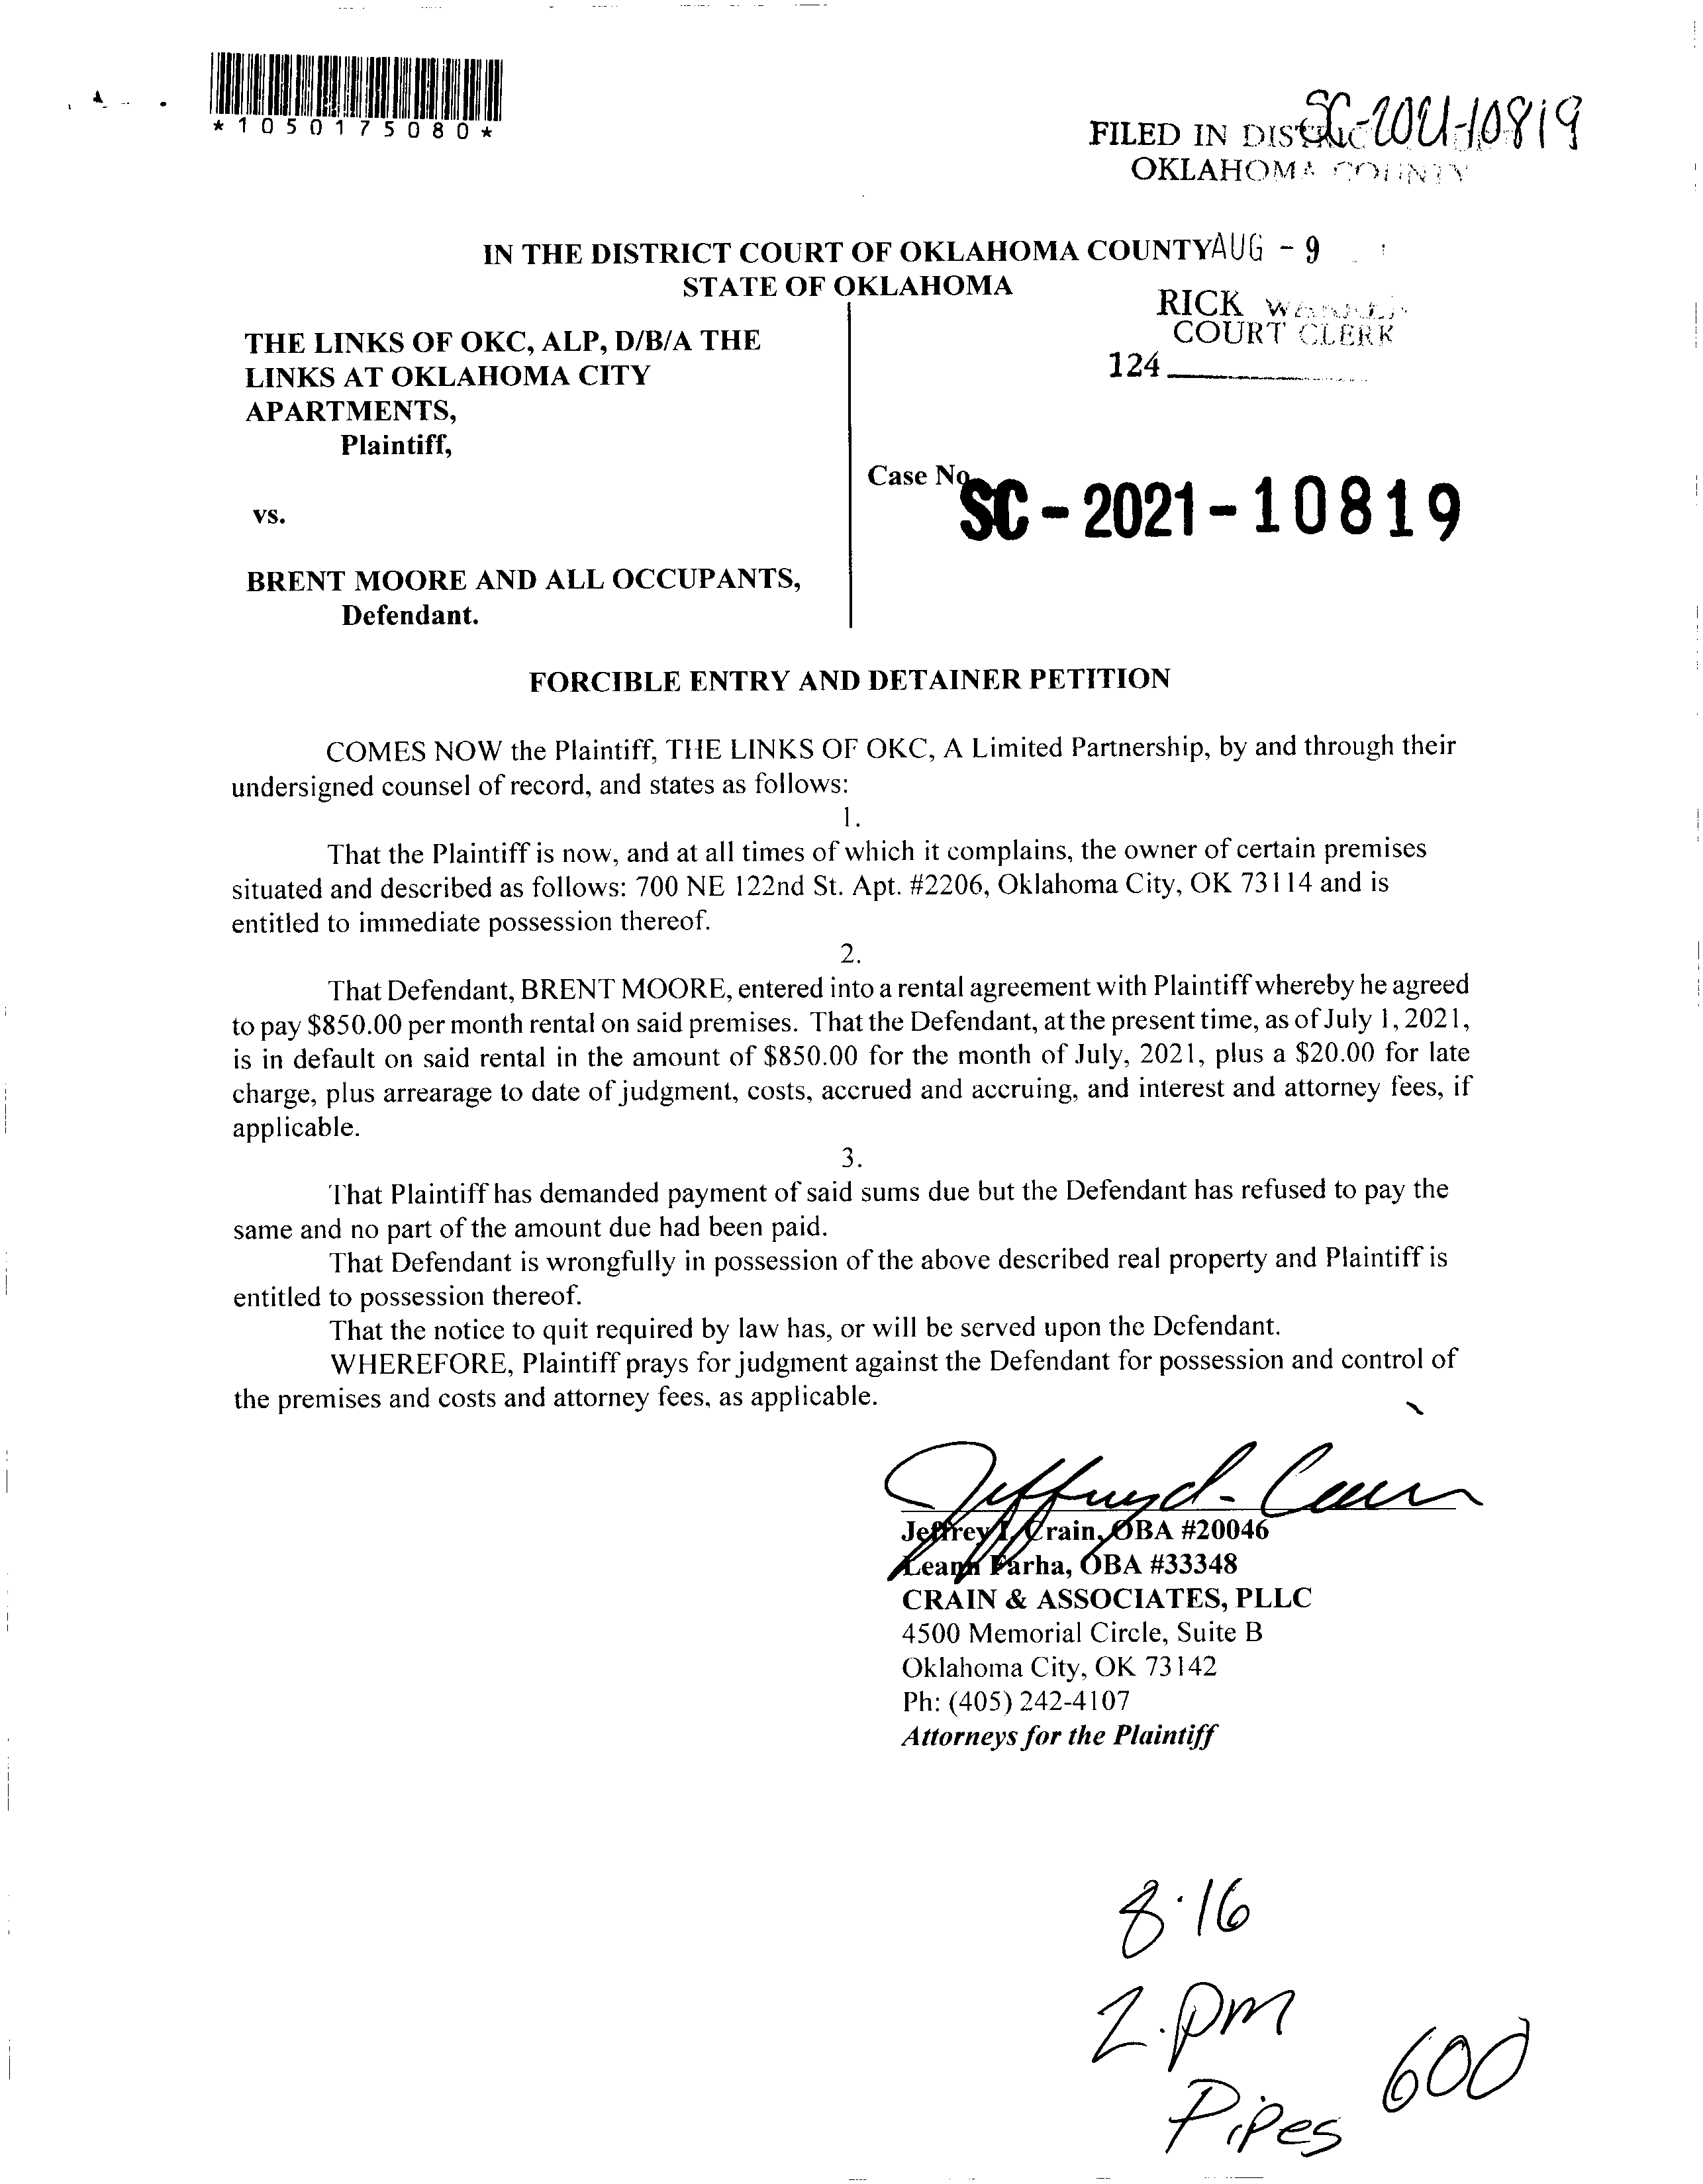 *1050175080*
SC-2021-10819
FILED IN DISTRIC
OKLAHOMA COUNTY
IN THE DISTRICT COURT OF OKLAHOMA COUNTY AUG - 9
STATE OF OKLAHOMA
RICK WARREN
COURT CLERK
124
THE LINKS OF OKC, ALP, D/B/A THE
LINKS AT OKLAHOMA CITY
APARTMENTS,
Plaintiff,
Case No.
SC-2021-10819
vs.
BRENT MOORE AND ALL OCCUPANTS,
Defendant.
FORCIBLE ENTRY AND DETAINER PETITION
COMES NOW the Plaintiff, THE LINKS OF OKC, A Limited Partnership, by and through their
undersigned counsel of record, and states as follows:
1.
That the Plaintiff is now, and at all times of which it complains, the owner of certain premises
situated and described as follows: 700 NE 122nd St. Apt. #2206, Oklahoma City, OK 73114 and is
entitled to immediate possession thereof.
2.
That Defendant, BRENT MOORE, entered into a rental agreement with Plaintiff whereby he agreed
to pay $850.00 per month rental on said premises. That the Defendant, at the present time, as of July 1, 2021,
is in default on said rental in the amount of $850.00 for the month of July, 2021, plus a $20.00 for late
charge, plus arrearage to date of judgment, costs, accrued and accruing, and interest and attorney fees, if
applicable.
3.
That Plaintiff has demanded payment of said sums due but the Defendant has refused to pay the
same and no part of the amount due had been paid.
That Defendant is wrongfully in possession of the above described real property and Plaintiff is
entitled to possession thereof.
That the notice to quit required by law has, or will be served upon the Defendant.
WHEREFORE, Plaintiff prays for judgment against the Defendant for possession and control of
the premises and costs and attorney fees, as applicable.
Jeffrey I. Crain, OBA #20046
Leann Farha, OBA #33348
CRAIN & ASSOCIATES, PLLC
4500 Memorial Circle, Suite B
Oklahoma City, OK 73142
Ph: (405) 242-4107
Attorneys for the Plaintiff
8.16
2.pm
Pipes 600